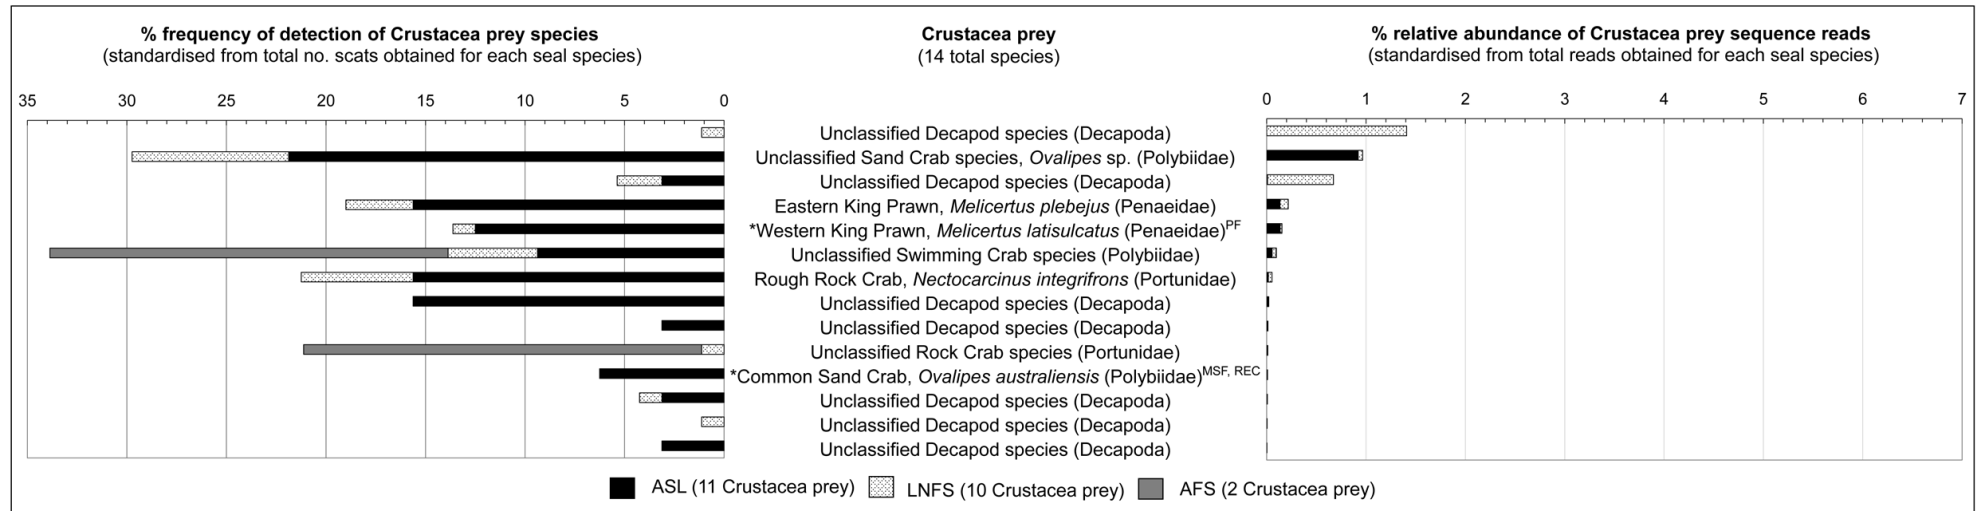 % frequency of detection of Crustacea prey species
(standardised from total no. scats obtained for each seal species)
Crustacea prey
(14 total species)
% relative abundance of Crustacea prey sequence reads
(standardised from total reads obtained for each seal species)
35 30 25 20 15 10 5 0
0 1 2 3 4 5 6 7
Unclassified Decapod species (Decapoda)
Unclassified Sand Crab species, Ovalipes sp. (Polybiidae)
Unclassified Decapod species (Decapoda)
Eastern King Prawn, Melicertus plebejus (Penaeidae)
*Western King Prawn, Melicertus latisulcatus (Penaeidae)PF
Unclassified Swimming Crab species (Polybiidae)
Rough Rock Crab, Nectocarcinus integrifrons (Portunidae)
Unclassified Decapod species (Decapoda)
Unclassified Decapod species (Decapoda)
Unclassified Rock Crab species (Portunidae)
*Common Sand Crab, Ovalipes australiensis (Polybiidae)MSF, REC
Unclassified Decapod species (Decapoda)
Unclassified Decapod species (Decapoda)
Unclassified Decapod species (Decapoda)
ASL (11 Crustacea prey) LNFS (10 Crustacea prey) AFS (2 Crustacea prey)